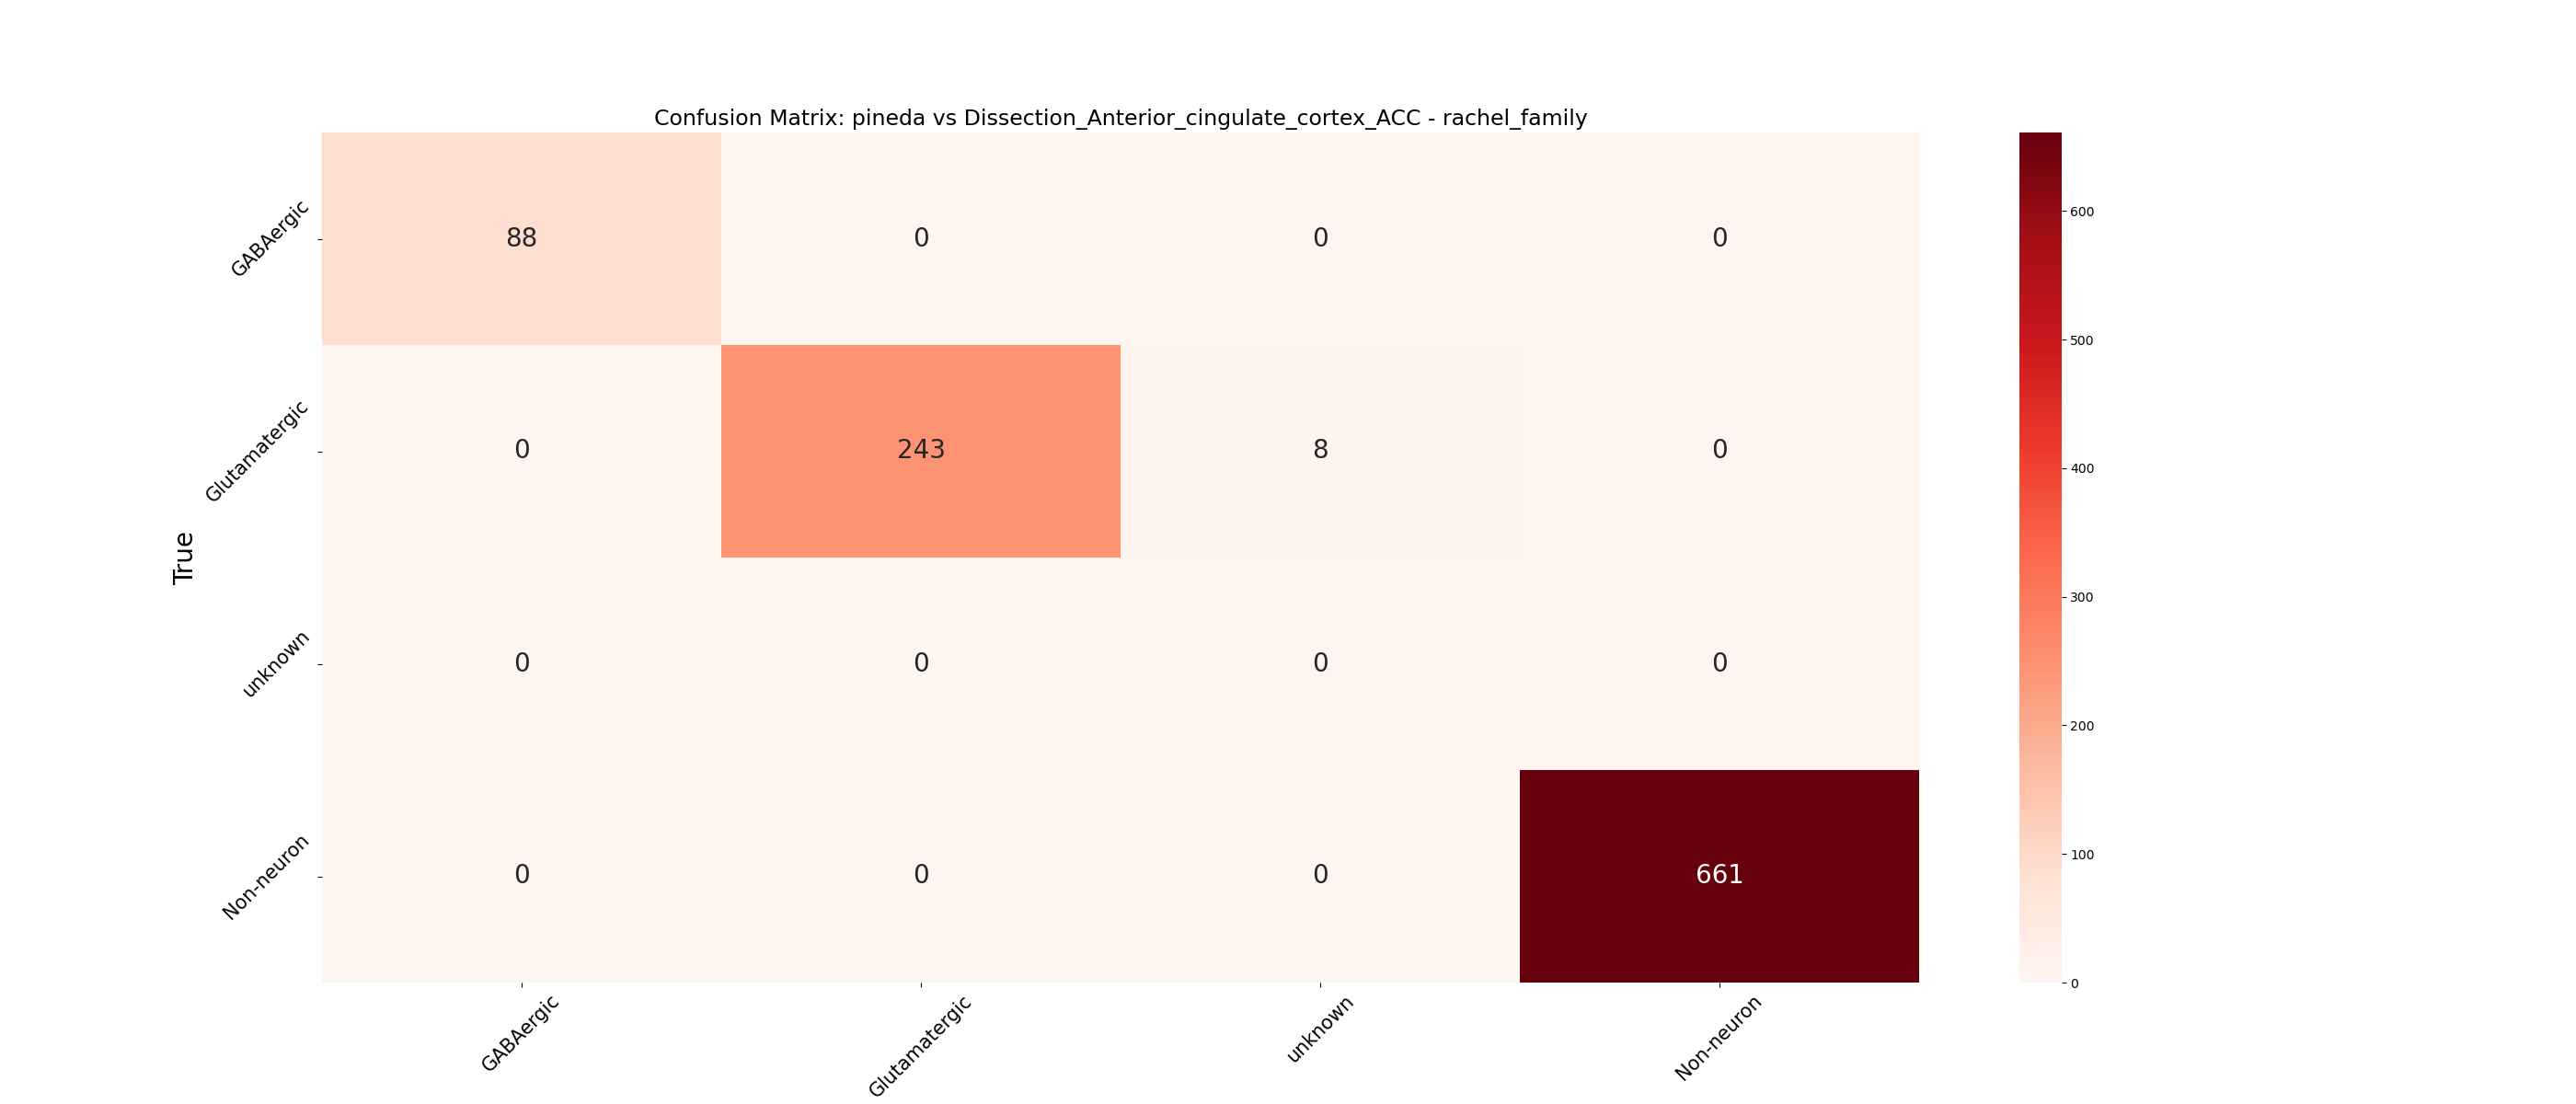 Confusion Matrix: pineda vs Dissection_Anterior_cingulate_cortex_ACC - rachel_family
GABAergic
88 0 0 0
Glutamatergic
0 243 8 0
True
unknown
0 0 0 0
Non-neuron
0 0 0 661
GABAergic Glutamatergic unknown Non-neuron
600
500
400
300
200
100
0